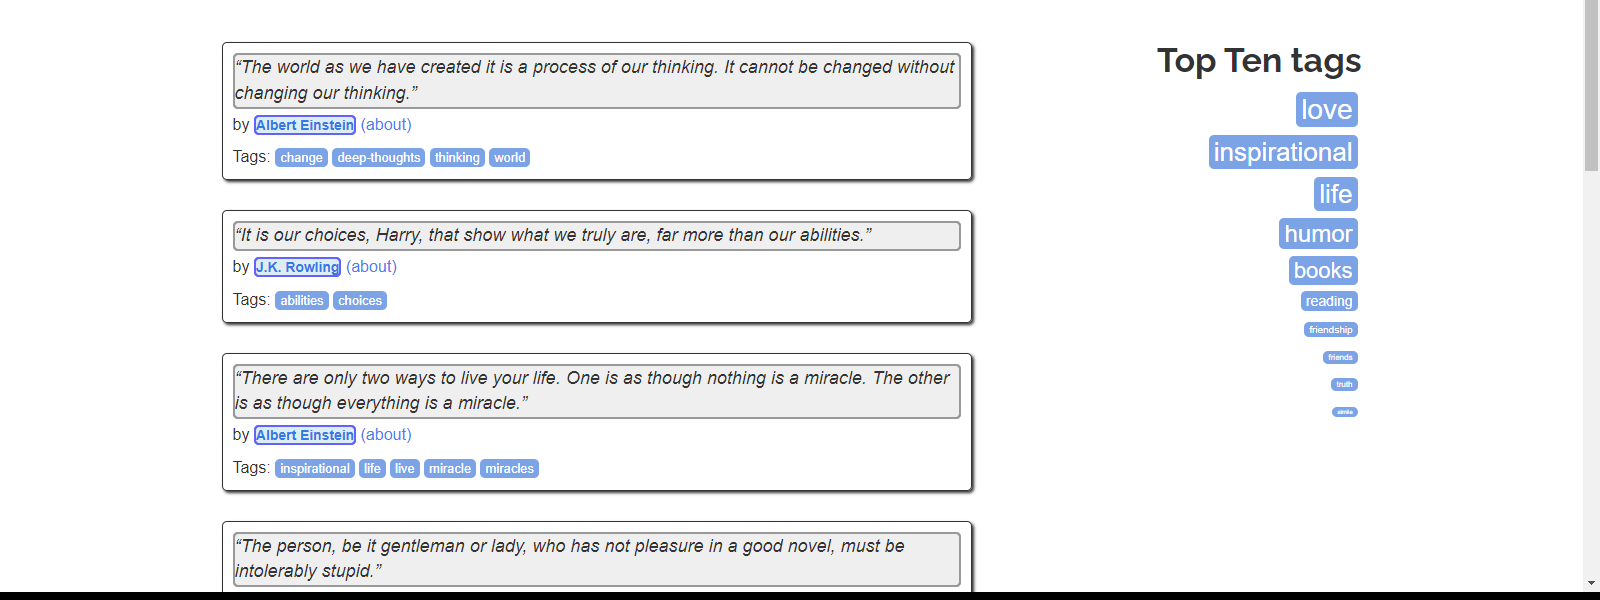 “The world as we have created it is a process of our thinking. It cannot be changed without
changing our thinking.”
by Albert Einstein (about)
Tags: change deep-thoughts thinking world
“It is our choices, Harry, that show what we truly are, far more than our abilities.”
by J.K. Rowling (about)
Tags: abilities choices
“There are only two ways to live your life. One is as though nothing is a miracle. The other
is as though everything is a miracle.”
by Albert Einstein (about)
Tags: inspirational life live miracle miracles
“The person, be it gentleman or lady, who has not pleasure in a good novel, must be
intolerably stupid.”
Top Ten tags
love
inspirational
life
humor
books
reading
friendship
friends
truth
simile